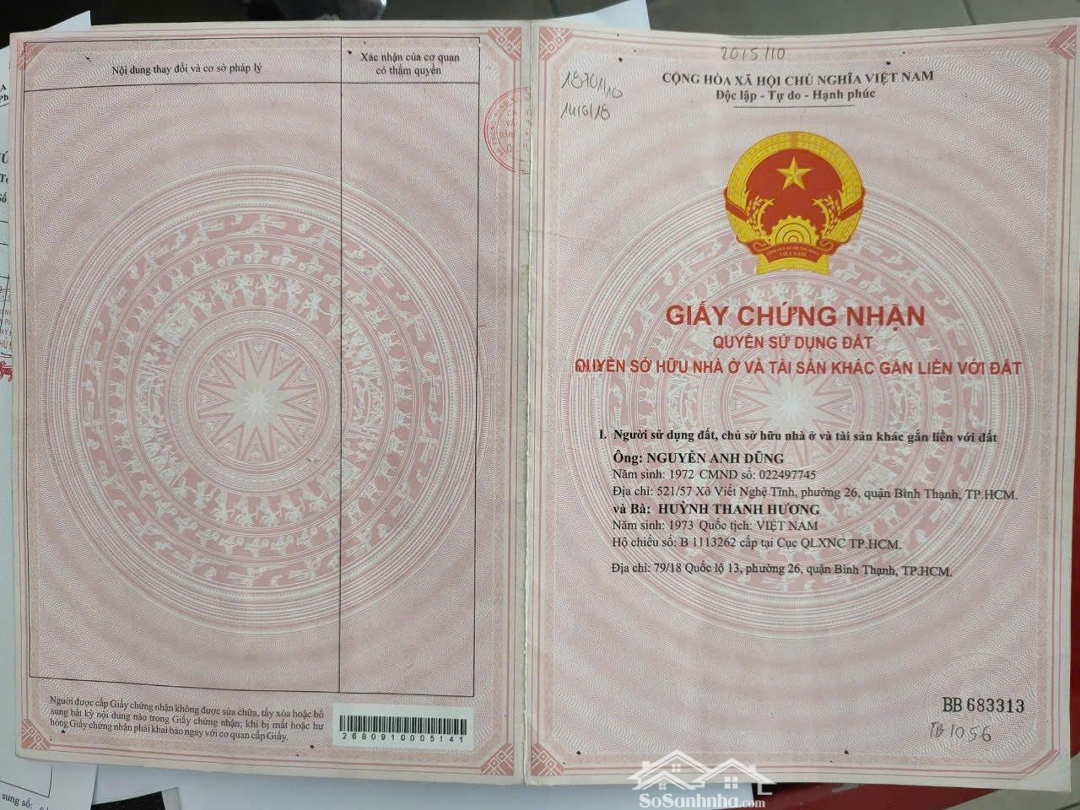 Nội dung thay đổi và cơ sở pháp lý
Xác nhận của cơ quan
có thẩm quyền
Người được cấp Giấy chứng nhận không được sửa chữa, tẩy xóa hoặc bổ
sung bất kỳ nội dung nào trong Giấy chứng nhận; khi bị mất hoặc hư
hỏng Giấy chứng nhận phải khai báo ngay với cơ quan cấp Giấy.
2680910005141
2015/10
CỘNG HÒA XÃ HỘI CHỦ NGHĨA VIỆT NAM
Độc lập - Tự do - Hạnh phúc
VIỆT NAM
GIẤY CHỨNG NHẬN
QUYỀN SỬ DỤNG ĐẤT
QUYỀN SỞ HỮU NHÀ Ở VÀ TÀI SẢN KHÁC GẮN LIỀN VỚI ĐẤT
I. Người sử dụng đất, chủ sở hữu nhà ở và tài sản khác gắn liền với đất
Ông: NGUYỄN ANH DŨNG
Năm sinh: 1972 CMND số: 022497745
Địa chỉ: 521/57 Xô Viết Nghệ Tĩnh, phường 26, quận Bình Thạnh, TP.HCM.
và Bà: HUỲNH THANH HƯƠNG
Năm sinh: 1973 Quốc tịch: VIỆT NAM
Hộ chiếu số: B 1113262 cấp tại Cục QLXNC TP.HCM.
Địa chỉ: 79/18 Quốc lộ 13, phường 26, quận Bình Thạnh, TP.HCM.
BB 683313
TB 1056
SoSanhnha.com
sung số: